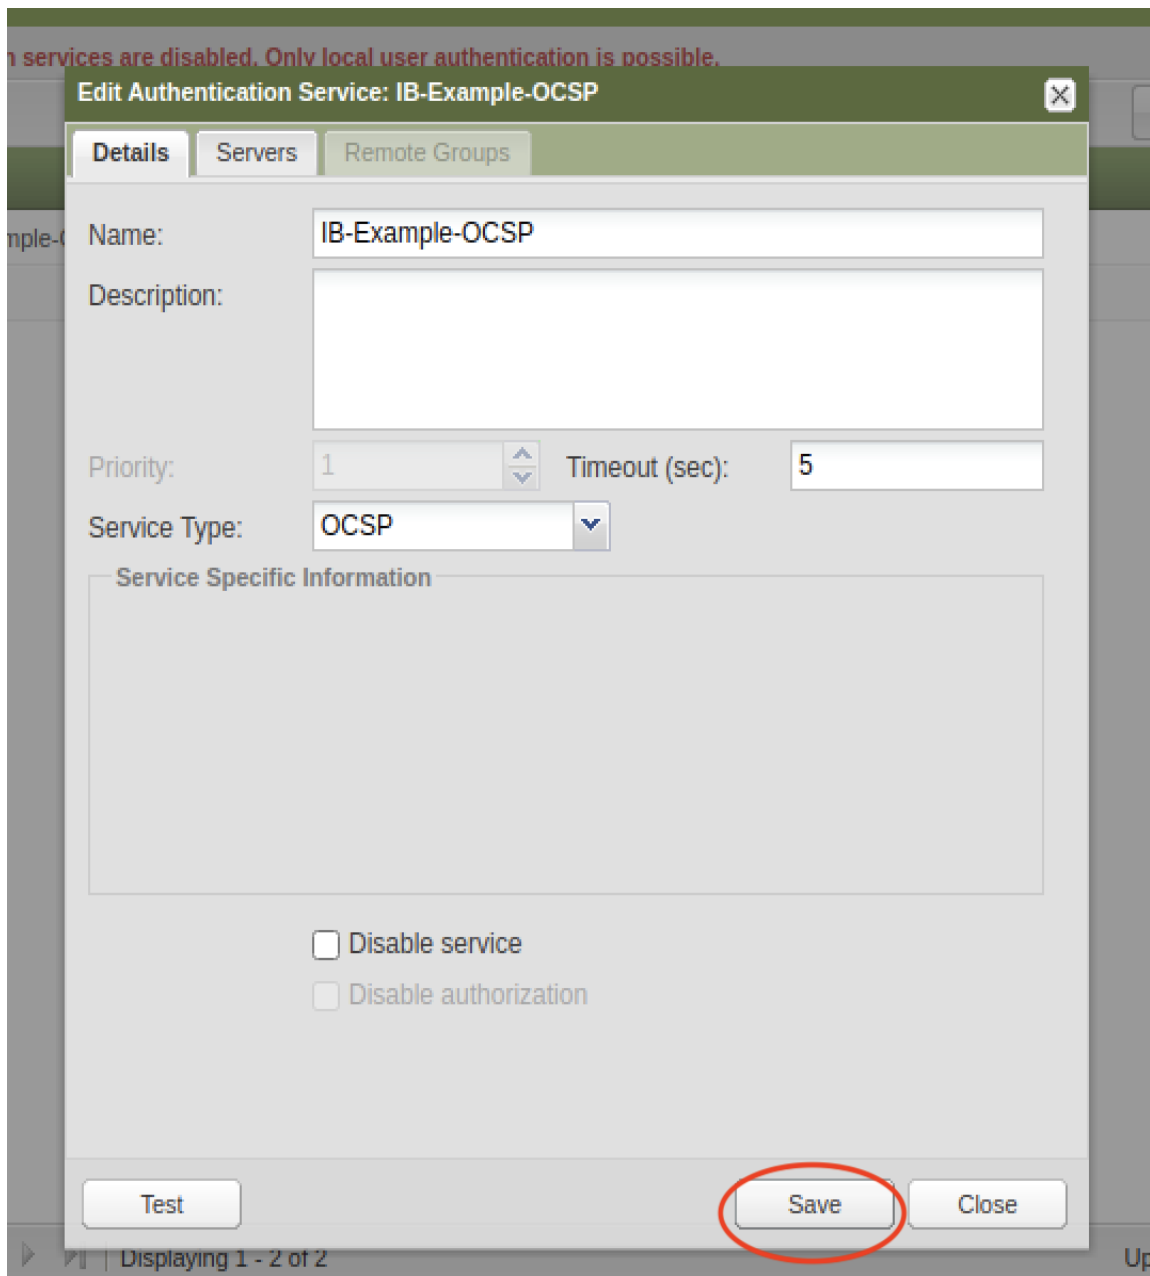 n services are disabled. Only local user authentication is possible.
Edit Authentication Service: IB-Example-OCSP
Details Servers Remote Groups
Name: IB-Example-OCSP
mple-
Description:
Priority: 1 Timeout (sec): 5
Service Type: OCSP
Service Specific Information
Disable service
Disable authorization
Test Save Close
Displaying 1 - 2 of 2 Up